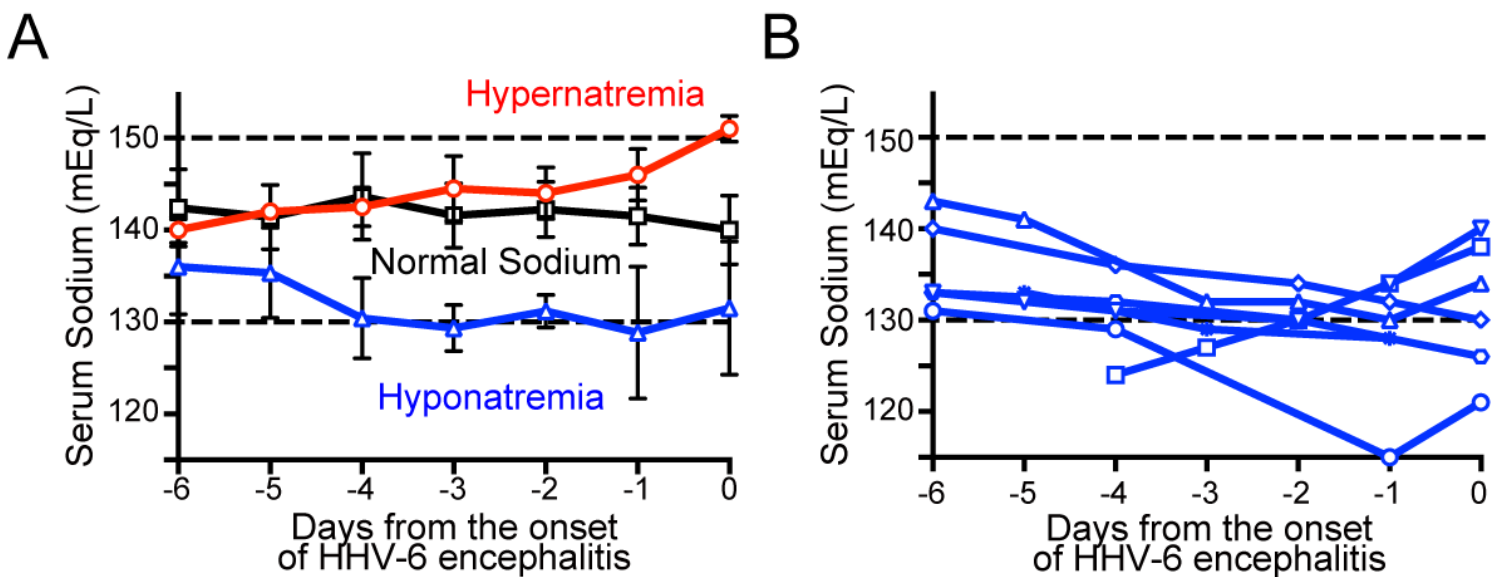 A
Serum Sodium (mEq/L)
150
140
130
120
Hypernatremia
Normal Sodium
Hyponatremia
-6 -5 -4 -3 -2 -1 0
Days from the onset
of HHV-6 encephalitis
B
Serum Sodium (mEq/L)
150
140
130
120
-6 -5 -4 -3 -2 -1 0
Days from the onset
of HHV-6 encephalitis